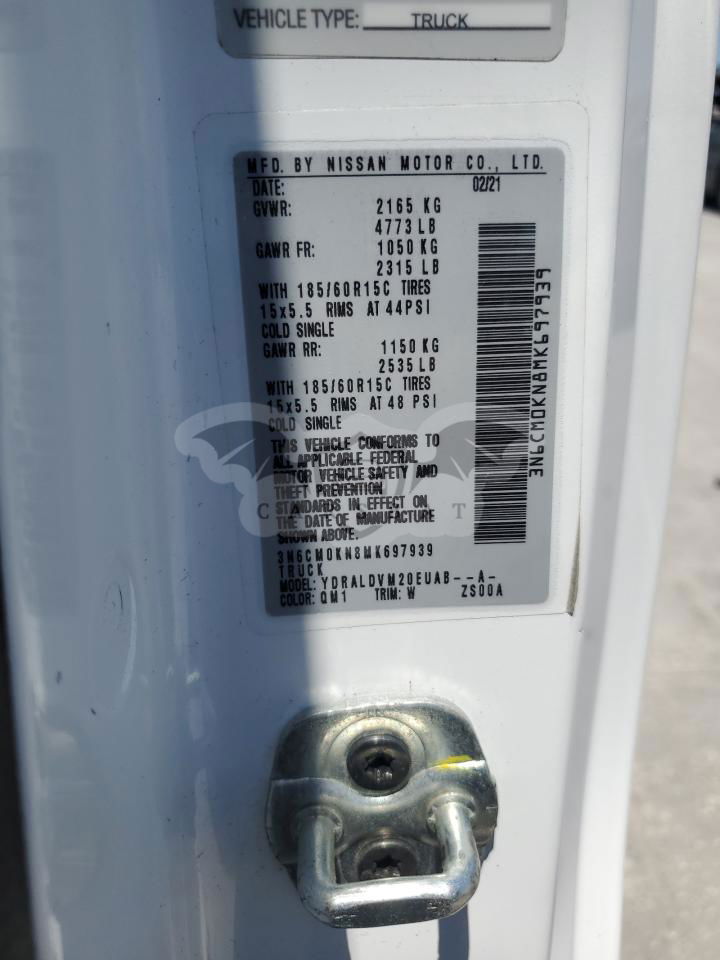 VEHICLE TYPE: TRUCK
MFD. BY NISSAN MOTOR CO., LTD.
DATE: 02/21
GVWR: 2165 KG
4773 LB
GAWR FR: 1050 KG
2315 LB
WITH 185/60R15C TIRES
15x5.5 RIMS AT 44PSI
COLD SINGLE
GAWR RR: 1150 KG
2535 LB
WITH 185/60R15C TIRES
15x5.5 RIMS AT 48 PSI
COLD SINGLE
THIS VEHICLE CONFORMS TO
ALL APPLICABLE FEDERAL
MOTOR VEHICLE SAFETY AND
THEFT PREVENTION
STANDARDS IN EFFECT ON
THE DATE OF MANUFACTURE
SHOWN ABOVE.
3N6CM0KN8MK697939
TRUCK
MODEL: YDRALDVM20EUAB--A-
COLOR: QM1 TRIM: W ZS00A
3N6CM0KN8MK697939